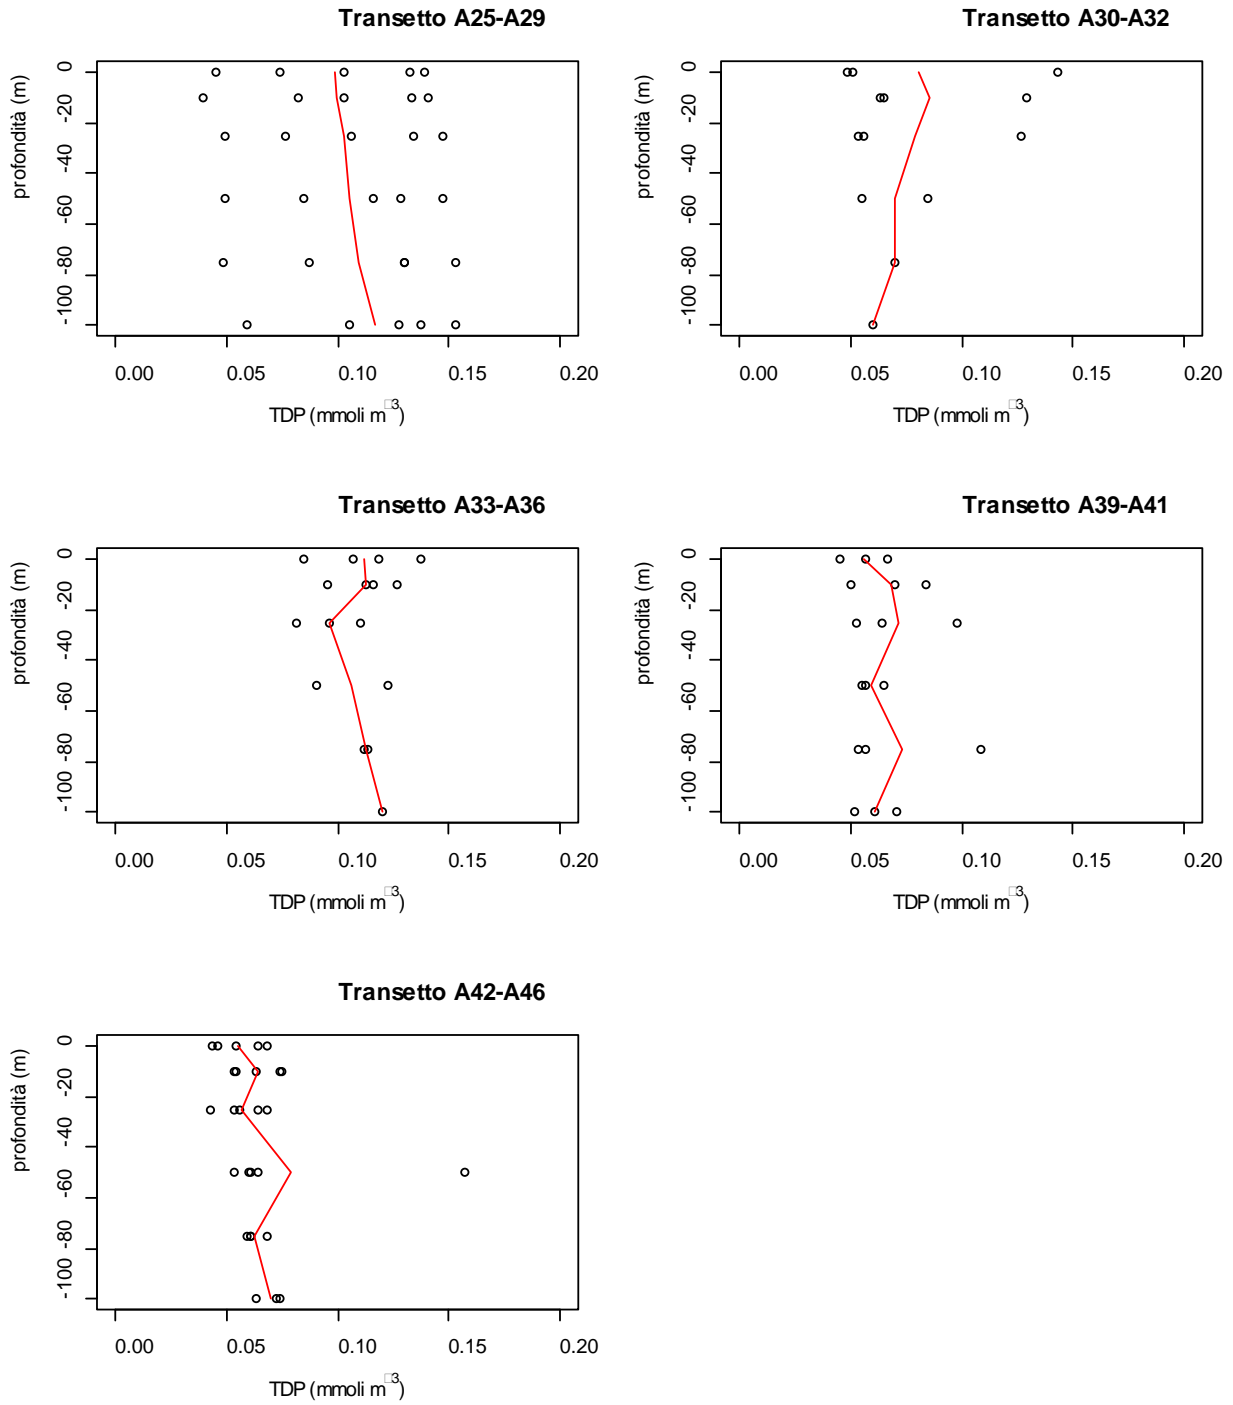 Transetto A25-A29
profondità (m)
0
-20
-40
-60
-80
-100
0.00 0.05 0.10 0.15 0.20
TDP (mmoli m□3)
Transetto A30-A32
profondità (m)
0
-20
-40
-60
-80
-100
0.00 0.05 0.10 0.15 0.20
TDP (mmoli m□3)
Transetto A33-A36
profondità (m)
0
-20
-40
-60
-80
-100
0.00 0.05 0.10 0.15 0.20
TDP (mmoli m□3)
Transetto A39-A41
profondità (m)
0
-20
-40
-60
-80
-100
0.00 0.05 0.10 0.15 0.20
TDP (mmoli m□3)
Transetto A42-A46
profondità (m)
0
-20
-40
-60
-80
-100
0.00 0.05 0.10 0.15 0.20
TDP (mmoli m□3)